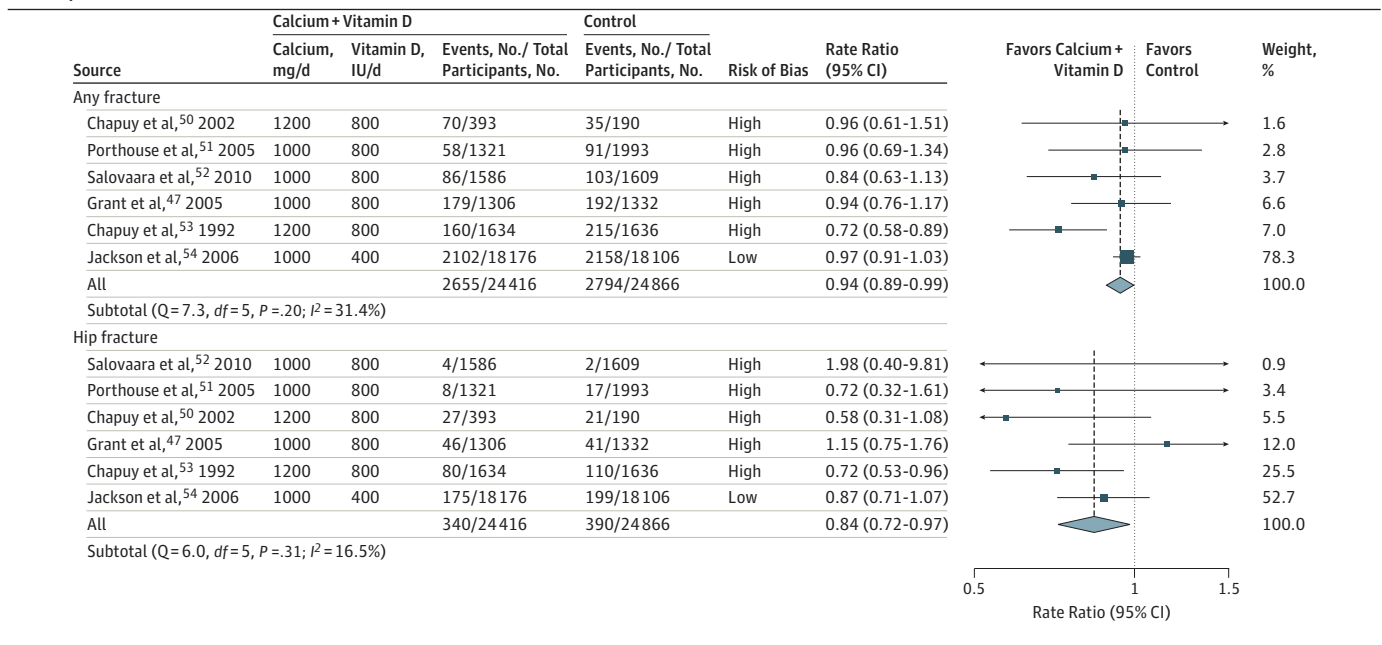 Calcium + Vitamin D Control
Calcium, Vitamin D, Events, No./ Total Events, No./ Total Rate Ratio Favors Calcium + Favors Weight,
Source mg/d IU/d Participants, No. Participants, No. Risk of Bias (95% CI) Vitamin D Control %
Any fracture
Chapuy et al,50 2002 1200 800 70/393 35/190 High 0.96 (0.61-1.51) 1.6
Porthouse et al,51 2005 1000 800 58/1321 91/1993 High 0.96 (0.69-1.34) 2.8
Salovaara et al,52 2010 1000 800 86/1586 103/1609 High 0.84 (0.63-1.13) 3.7
Grant et al,47 2005 1000 800 179/1306 192/1332 High 0.94 (0.76-1.17) 6.6
Chapuy et al,53 1992 1200 800 160/1634 215/1636 High 0.72 (0.58-0.89) 7.0
Jackson et al,54 2006 1000 400 2102/18 176 2158/18 106 Low 0.97 (0.91-1.03) 78.3
All 2655/24 416 2794/24 866 0.94 (0.89-0.99) 100.0
Subtotal (Q = 7.3, df = 5, P = .20; I2 = 31.4%)
Hip fracture
Salovaara et al,52 2010 1000 800 4/1586 2/1609 High 1.98 (0.40-9.81) 0.9
Porthouse et al,51 2005 1000 800 8/1321 17/1993 High 0.72 (0.32-1.61) 3.4
Chapuy et al,50 2002 1200 800 27/393 21/190 High 0.58 (0.31-1.08) 5.5
Grant et al,47 2005 1000 800 46/1306 41/1332 High 1.15 (0.75-1.76) 12.0
Chapuy et al,53 1992 1200 800 80/1634 110/1636 High 0.72 (0.53-0.96) 25.5
Jackson et al,54 2006 1000 400 175/18 176 199/18 106 Low 0.87 (0.71-1.07) 52.7
All 340/24 416 390/24 866 0.84 (0.72-0.97) 100.0
Subtotal (Q = 6.0, df = 5, P = .31; I2 = 16.5%)
0.5 1 1.5
Rate Ratio (95% CI)